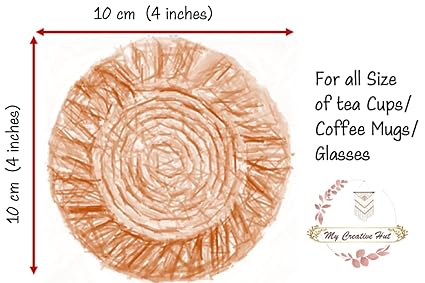 10 cm (4 inches)
10 cm (4 inches)
For all Size
of tea Cups/
Coffee Mugs/
Glasses
My Creative Hut